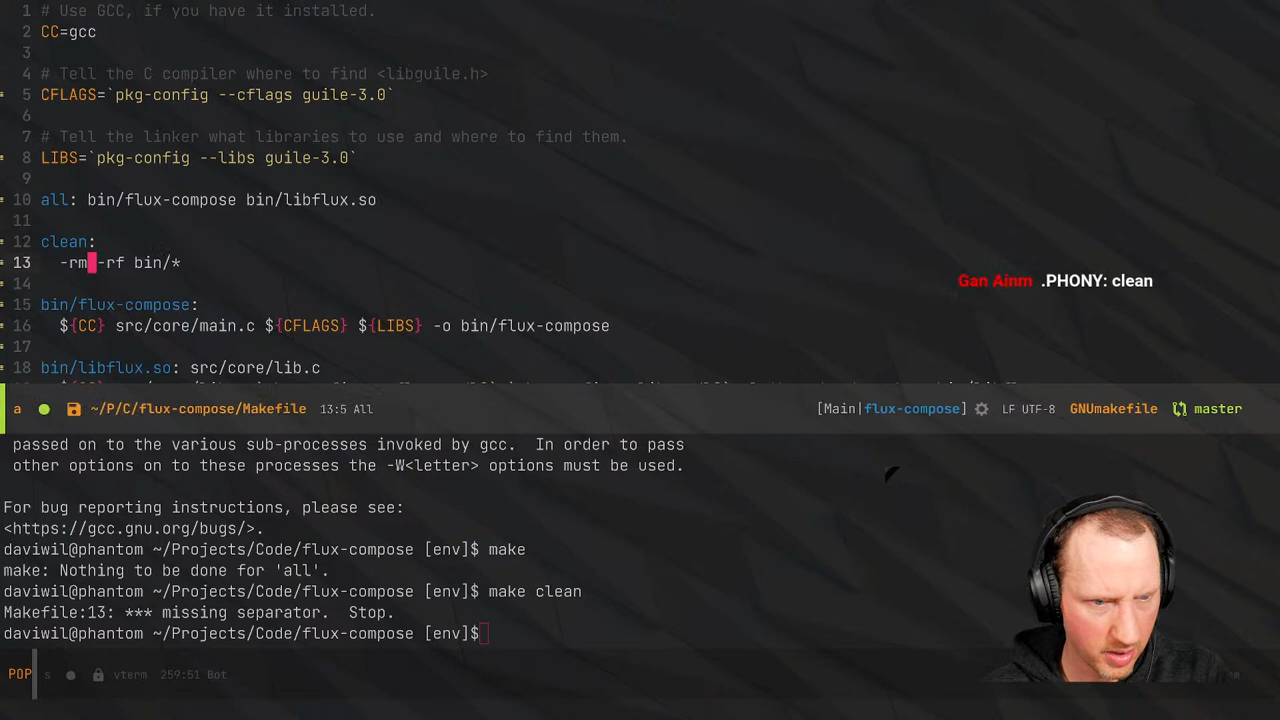 1 # Use GCC, if you have it installed.
2 CC=gcc
3
4 # Tell the C compiler where to find <libguile.h>
5 CFLAGS=`pkg-config --cflags guile-3.0`
6
7 # Tell the linker what libraries to use and where to find them.
8 LIBS=`pkg-config --libs guile-3.0`
9
10 all: bin/flux-compose bin/libflux.so
11
12 clean:
13 -rm -rf bin/*
14
Gan Ainm .PHONY: clean
15 bin/flux-compose:
16 ${CC} src/core/main.c ${CFLAGS} ${LIBS} -o bin/flux-compose
17
18 bin/libflux.so: src/core/lib.c
a ~/P/C/flux-compose/Makefile 13:5 All [Main|flux-compose] LF UTF-8 GNUmakefile master
passed on to the various sub-processes invoked by gcc. In order to pass
other options on to these processes the -W<letter> options must be used.
For bug reporting instructions, please see:
<https://gcc.gnu.org/bugs/>.
daviwil@phantom ~/Projects/Code/flux-compose [env]$ make
make: Nothing to be done for 'all'.
daviwil@phantom ~/Projects/Code/flux-compose [env]$ make clean
Makefile:13: *** missing separator. Stop.
daviwil@phantom ~/Projects/Code/flux-compose [env]$
POP s vterm 259:51 Bot